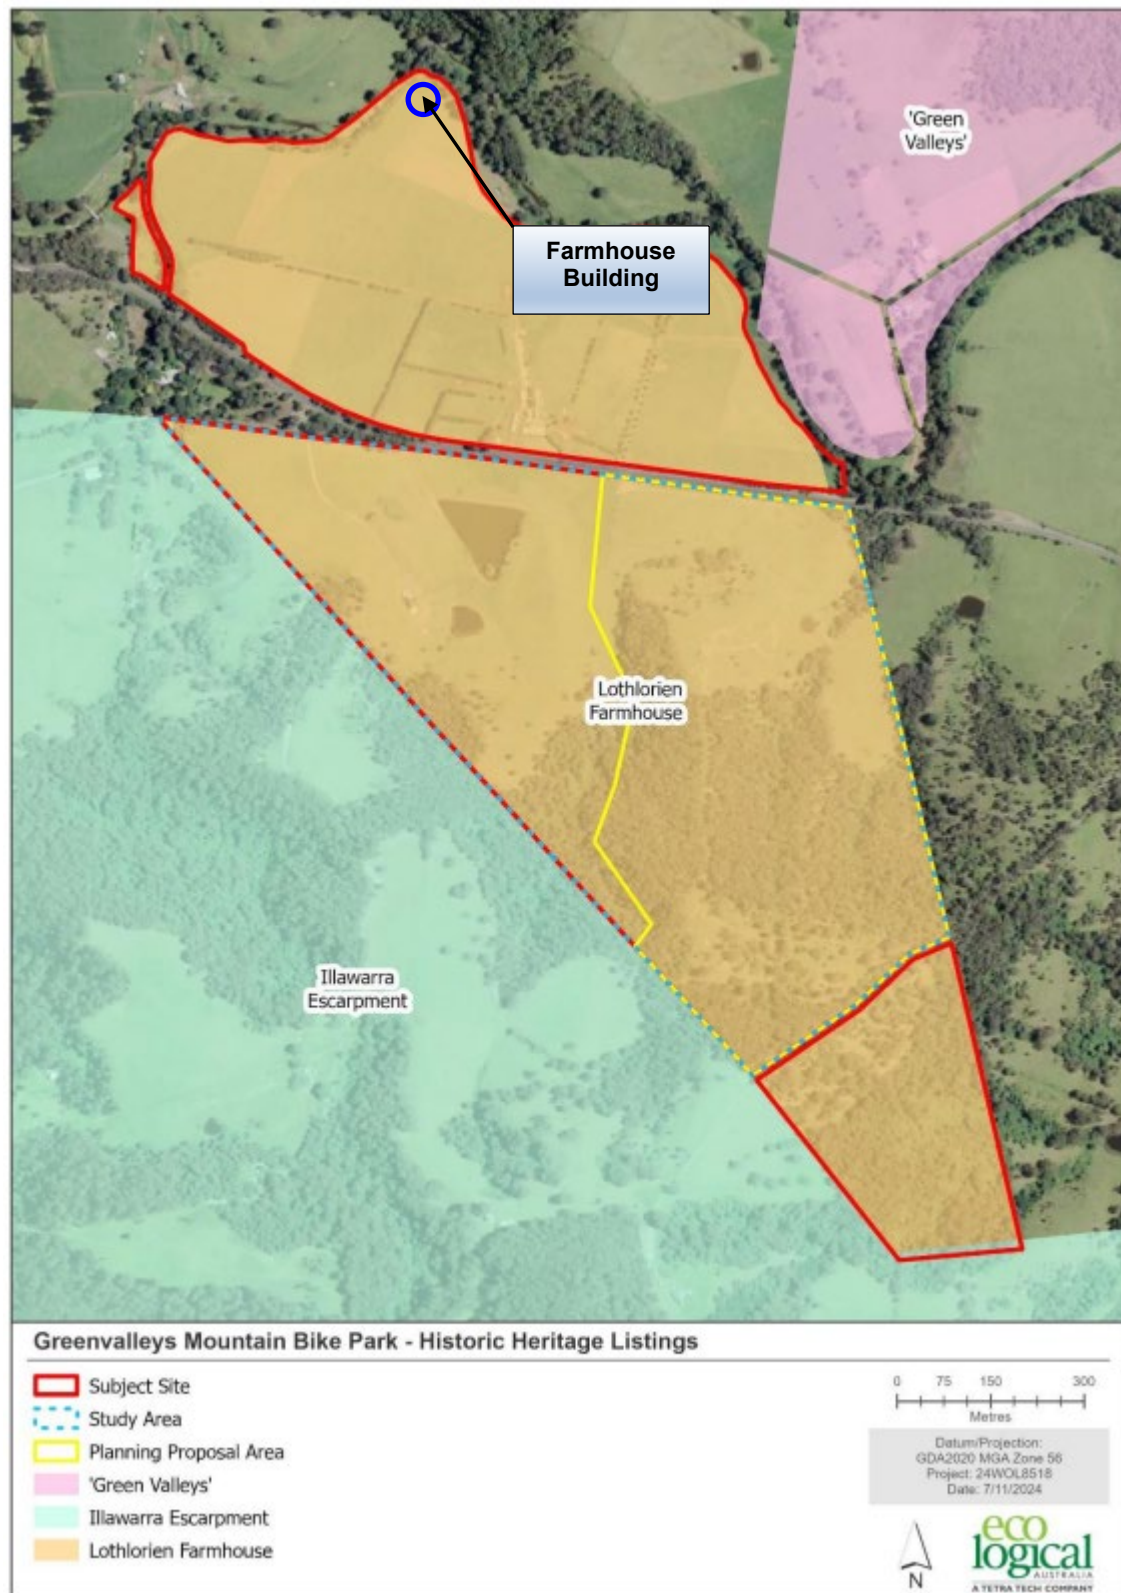 'Green
Valleys'
Farmhouse
Building
Lothlorien
Farmhouse
Illawarra
Escarpment
Greenvalleys Mountain Bike Park - Historic Heritage Listings
Subject Site
Study Area
Planning Proposal Area
'Green Valleys'
Illawarra Escarpment
Lothlorien Farmhouse
0 75 150 300
Metres
Datum/Projection:
GDA2020 MGA Zone 56
Project: 24WOL8518
Date: 7/11/2024
N
eco
logical
AUSTRALIA
A TETRA TECH COMPANY